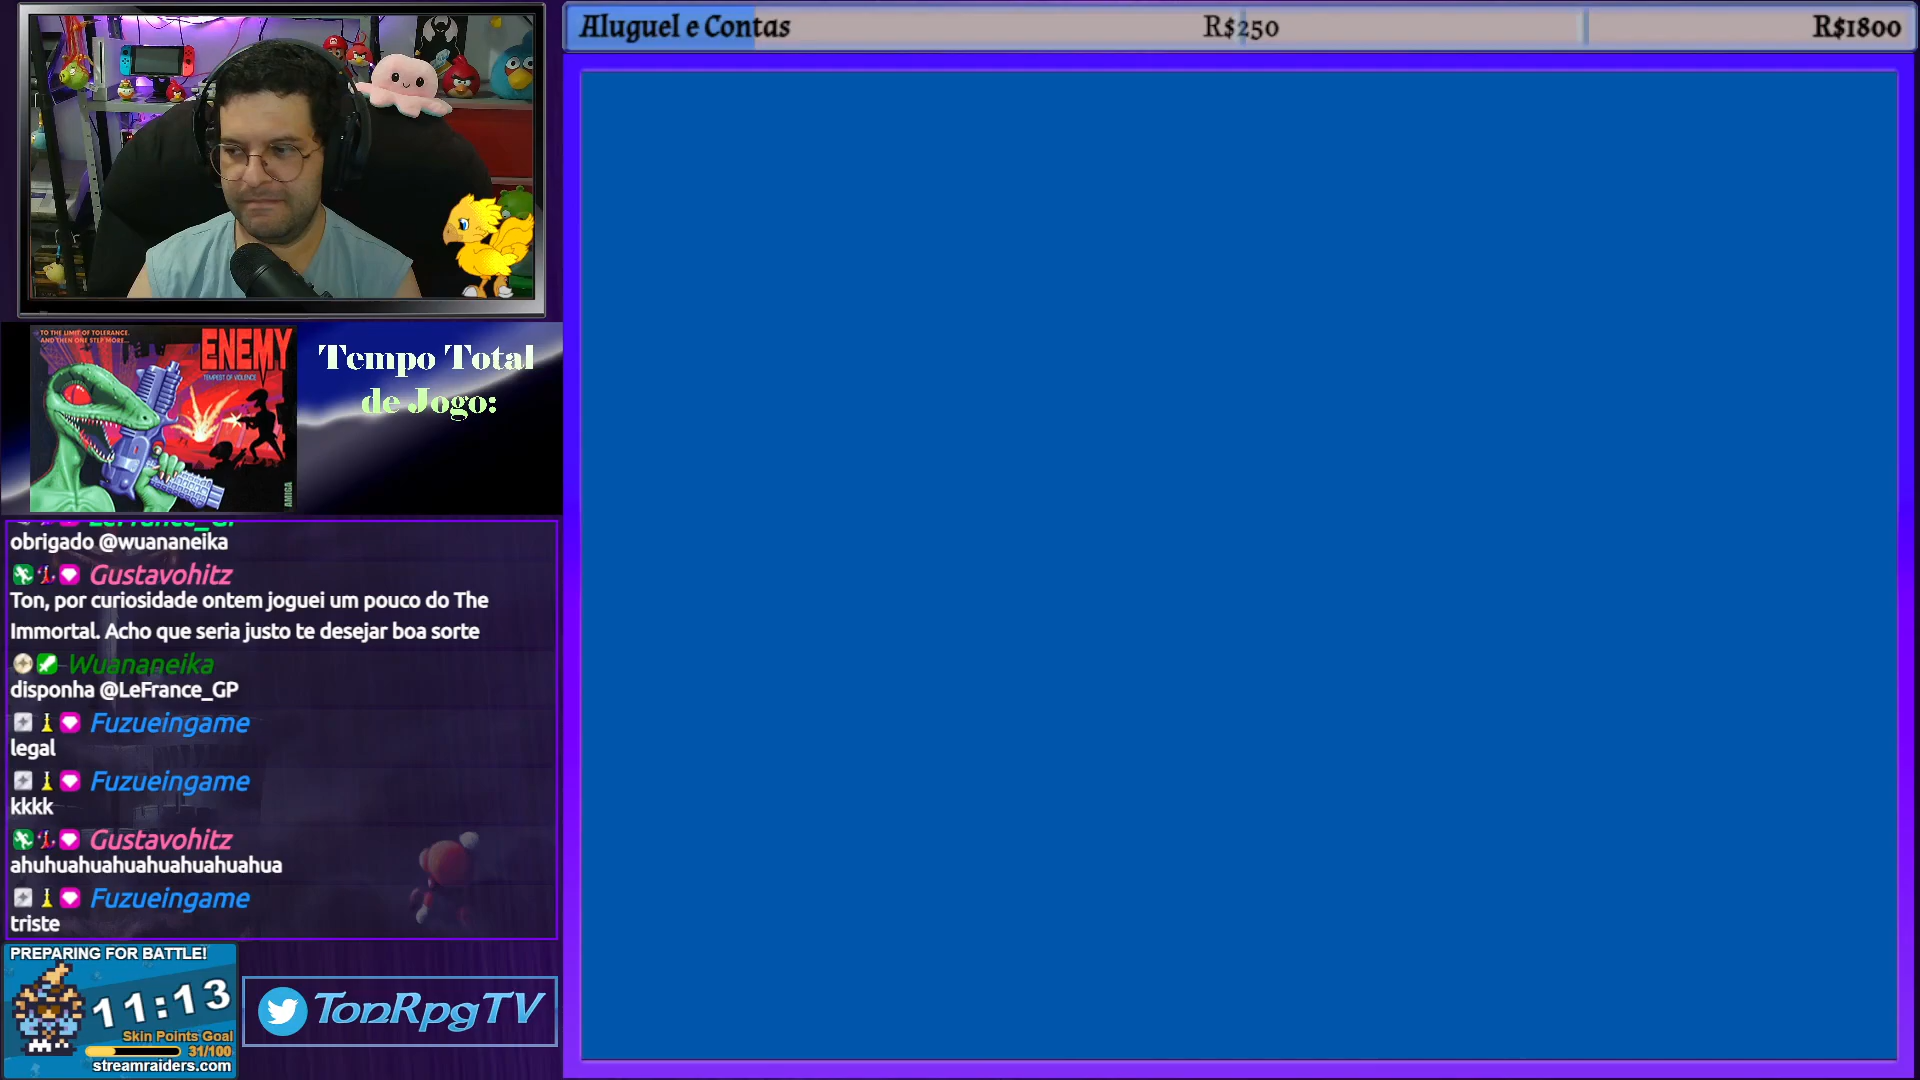 Aluguel e Contas
R$250
R$1800
TO THE LIMIT OF TOLERANCE.
AND THEN ONE STEP MORE...
ENEMY
TEMPEST OF VIOLENCE
AMIGA
Tempo Total
de Jogo:
LeFrance_GP
obrigado @wuananeika
Gustavohitz
Ton, por curiosidade ontem joguei um pouco do The
Immortal. Acho que seria justo te desejar boa sorte
Wuananeika
disponha @LeFrance_GP
Fuzueingame
legal
Fuzueingame
kkkk
Gustavohitz
ahuhuahuahuahuahuahuahua
Fuzueingame
triste
PREPARING FOR BATTLE!
11:13
Skin Points Goal
31/100
streamraiders.com
TonRpgTV